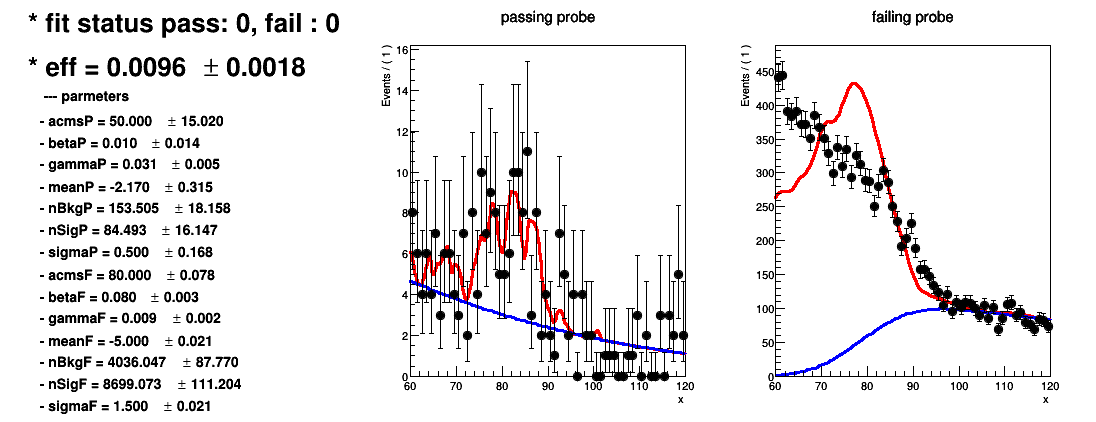 * fit status pass: 0, fail : 0
* eff = 0.0096 ± 0.0018
--- parmeters
- acmsP = 50.000 ± 15.020
- betaP = 0.010 ± 0.014
- gammaP = 0.031 ± 0.005
- meanP = -2.170 ± 0.315
- nBkgP = 153.505 ± 18.158
- nSigP = 84.493 ± 16.147
- sigmaP = 0.500 ± 0.168
- acmsF = 80.000 ± 0.078
- betaF = 0.080 ± 0.003
- gammaF = 0.009 ± 0.002
- meanF = -5.000 ± 0.021
- nBkgF = 4036.047 ± 87.770
- nSigF = 8699.073 ± 111.204
- sigmaF = 1.500 ± 0.021
passing probe
Events / ( 1 )
16
14
12
10
8
6
4
2
0
60 70 80 90 100 110 120
x
failing probe
Events / ( 1 )
450
400
350
300
250
200
150
100
50
0
60 70 80 90 100 110 120
x